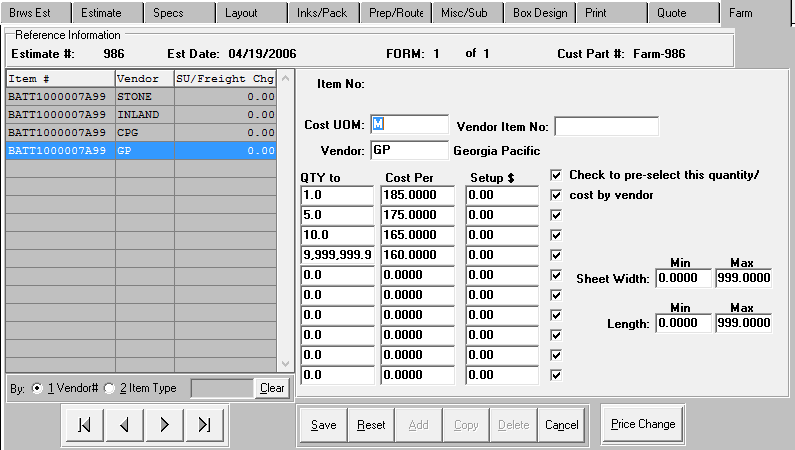 Brws Est Estimate Specs Layout Inks/Pack Prep/Route Misc/Sub Box Design Print Quote Farm
Reference Information
Estimate #: 986 Est Date: 04/19/2006 FORM: 1 of 1 Cust Part #: Farm-986
Item # Vendor SU/Freight Chg
BATT1000007A99 STONE 0.00
BATT1000007A99 INLAND 0.00
BATT1000007A99 CPG 0.00
BATT1000007A99 GP 0.00
By: 1 Vendor# 2 Item Type Clear
Item No:
Cost UOM: M Vendor Item No:
Vendor: GP Georgia Pacific
QTY to Cost Per Setup $
1.0 185.0000 0.00
5.0 175.0000 0.00
10.0 165.0000 0.00
9,999,999.9 160.0000 0.00
0.0 0.0000 0.00
0.0 0.0000 0.00
0.0 0.0000 0.00
0.0 0.0000 0.00
0.0 0.0000 0.00
0.0 0.0000 0.00
Check to pre-select this quantity/
cost by vendor
Min Max
Sheet Width: 0.0000 999.0000
Min Max
Length: 0.0000 999.0000
Save Reset Add Copy Delete Cancel Price Change